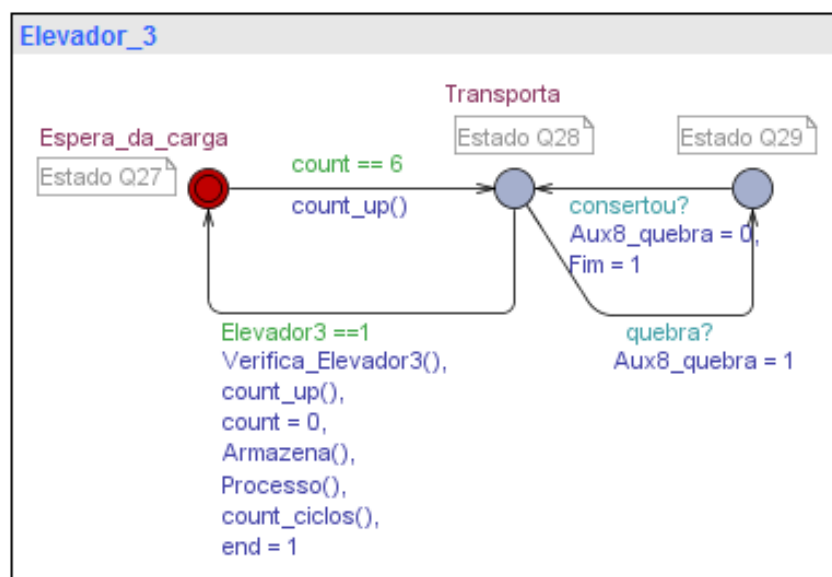 Elevador_3
Transporta
Espera_da_carga
Estado Q28
Estado Q29
Estado Q27
count == 6
count_up()
consertou?
Aux8_quebra = 0,
Fim = 1
Elevador3 ==1
Verifica_Elevador3(),
count_up(),
count = 0,
Armazena(),
Processo(),
count_ciclos(),
end = 1
quebra?
Aux8_quebra = 1